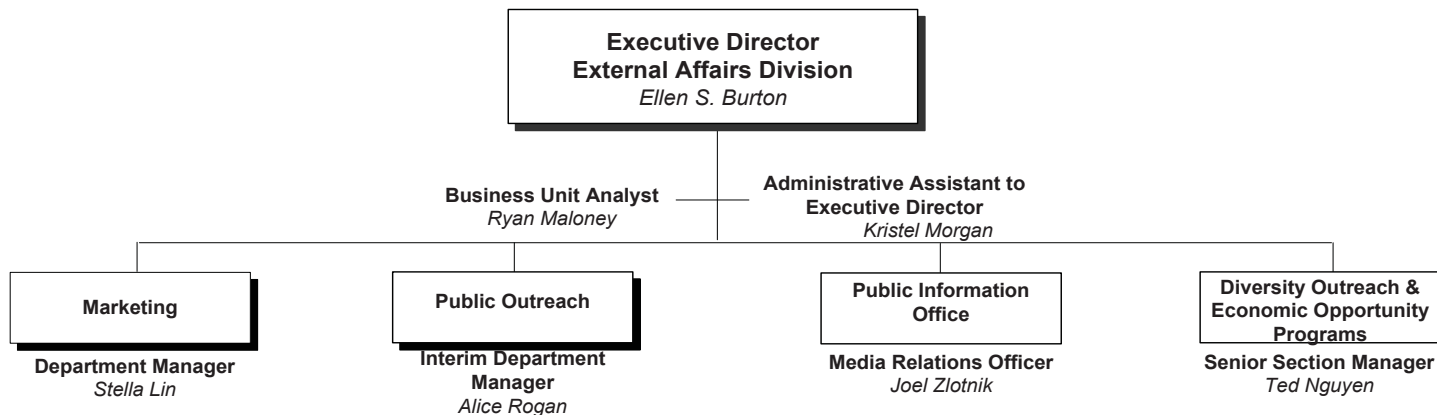 Executive Director
External Affairs Division
Ellen S. Burton
Business Unit Analyst
Ryan Maloney
Administrative Assistant to
Executive Director
Kristel Morgan
Marketing
Department Manager
Stella Lin
Public Outreach
Interim Department
Manager
Alice Rogan
Public Information
Office
Media Relations Officer
Joel Zlotnik
Diversity Outreach &
Economic Opportunity
Programs
Senior Section Manager
Ted Nguyen